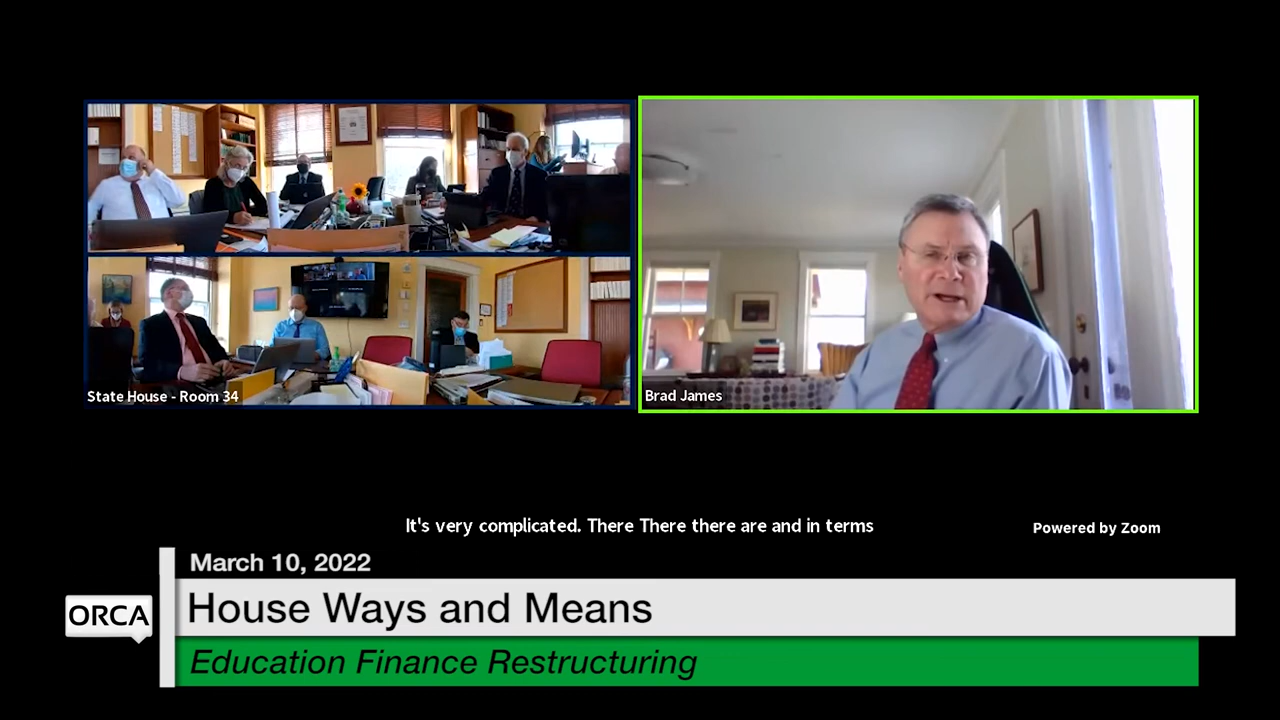 State House - Room 34
Brad James
It's very complicated. There There there are and in terms
Powered by Zoom
March 10, 2022
ORCA
House Ways and Means
Education Finance Restructuring